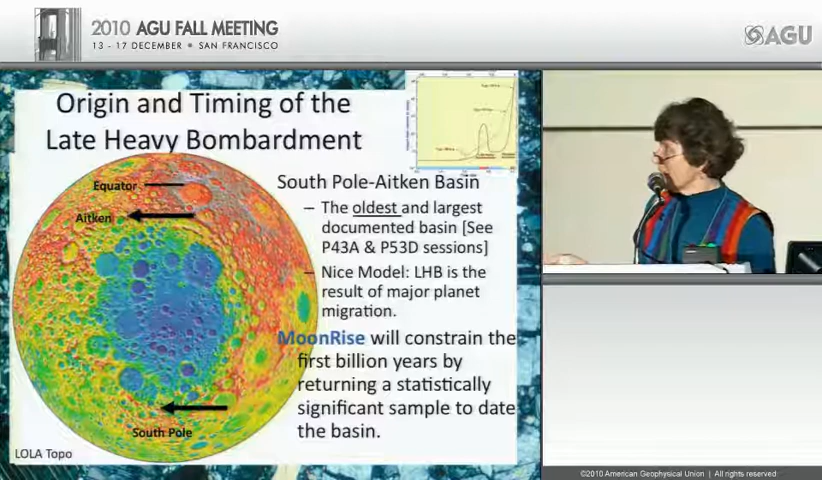 2010 AGU FALL MEETING
13 - 17 DECEMBER • SAN FRANCISCO
AGU
Origin and Timing of the
Late Heavy Bombardment
Equator
Aitken
South Pole
LOLA Topo
South Pole-Aitken Basin
– The oldest and largest
documented basin [See
P43A & P53D sessions]
– Nice Model: LHB is the
result of major planet
migration.
MoonRise will constrain the
first billion years by
returning a statistically
significant sample to date
the basin.
©2010 American Geophysical Union | All rights reserved